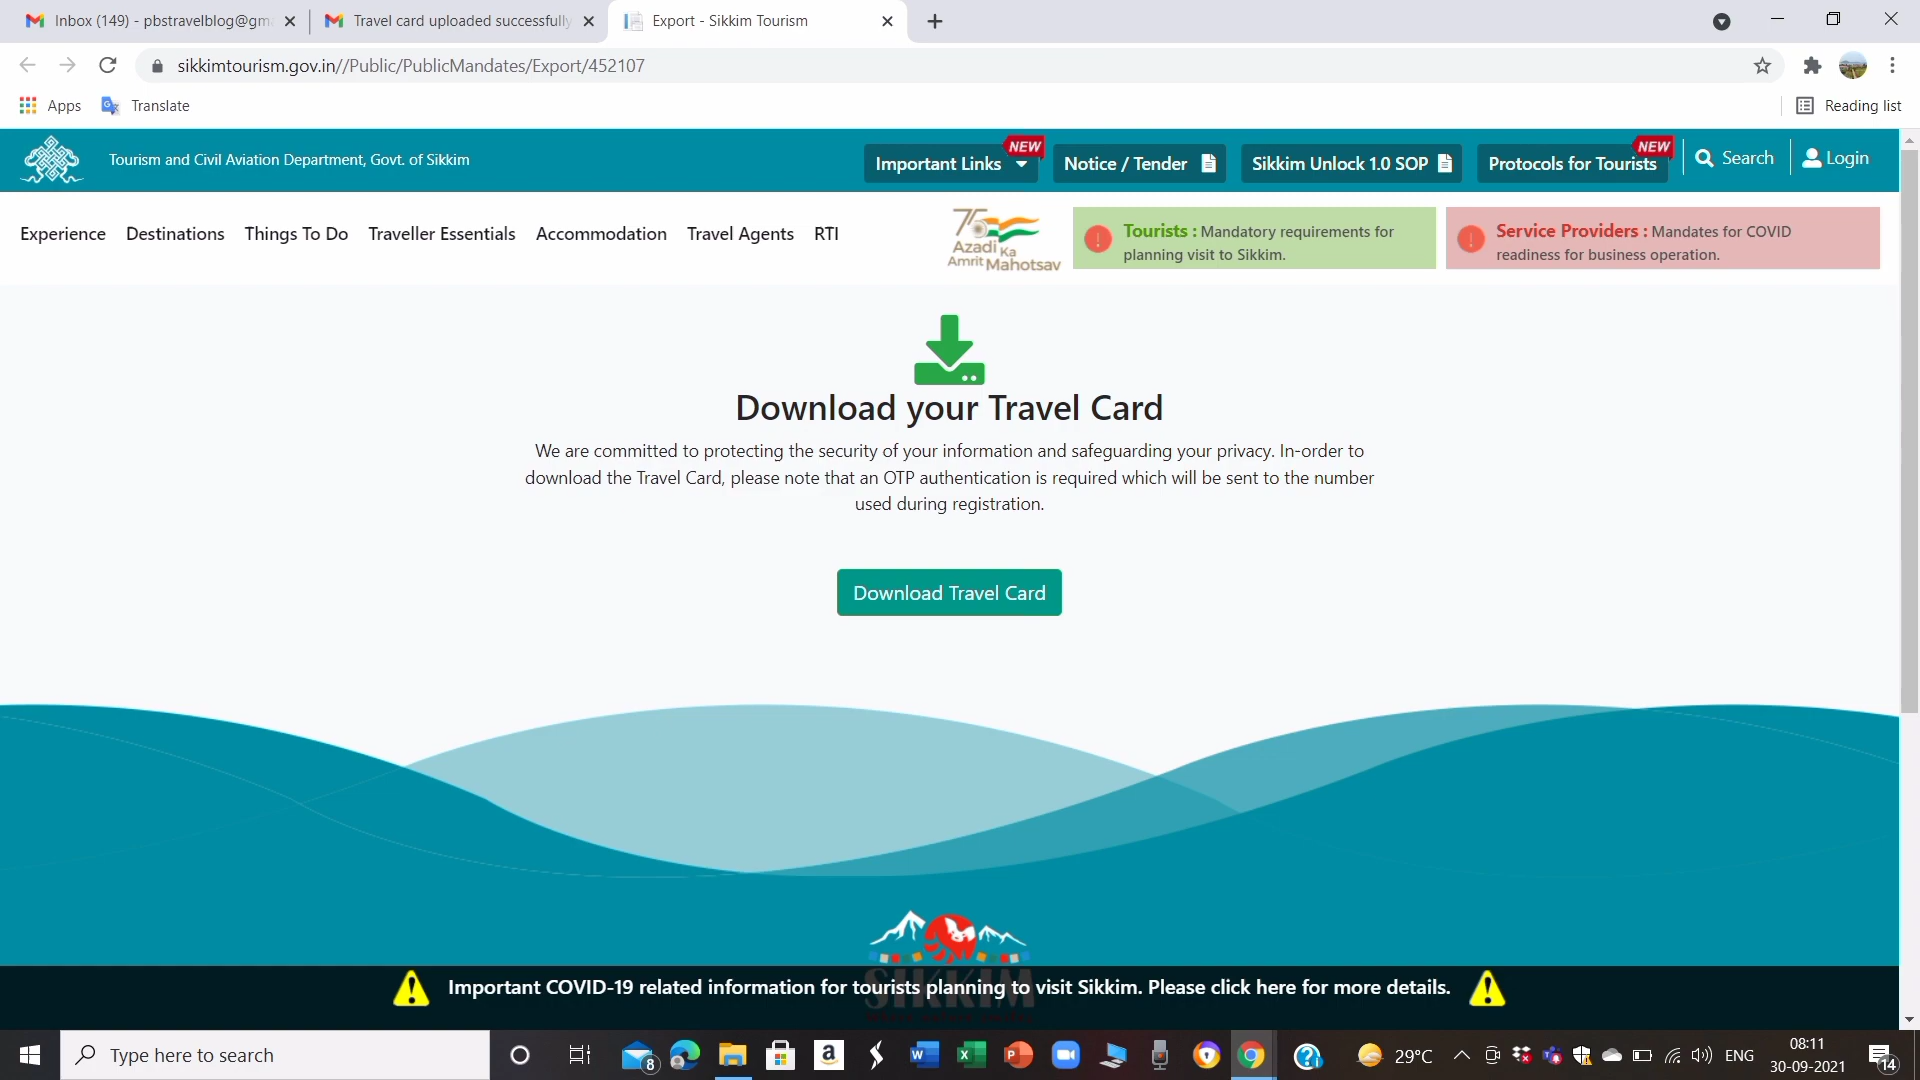 Inbox (149) - pbstravelblog@gm
Travel card uploaded successfully
Export - Sikkim Tourism
sikkimtourism.gov.in//Public/PublicMandates/Export/452107
Apps
Translate
Reading list
Tourism and Civil Aviation Department, Govt. of Sikkim
Important Links
NEW
Notice / Tender
Sikkim Unlock 1.0 SOP
Protocols for Tourists
NEW
Search
Login
Experience
Destinations
Things To Do
Traveller Essentials
Accommodation
Travel Agents
RTI
75
Azadi Ka
Amrit Mahotsav
Tourists : Mandatory requirements for
planning visit to Sikkim.
Service Providers : Mandates for COVID
readiness for business operation.
Download your Travel Card
We are committed to protecting the security of your information and safeguarding your privacy. In-order to
download the Travel Card, please note that an OTP authentication is required which will be sent to the number
used during registration.
Download Travel Card
SIKKIM
Important COVID-19 related information for tourists planning to visit Sikkim. Please click here for more details.
Type here to search
8
29°C
ENG
08:11
30-09-2021
14